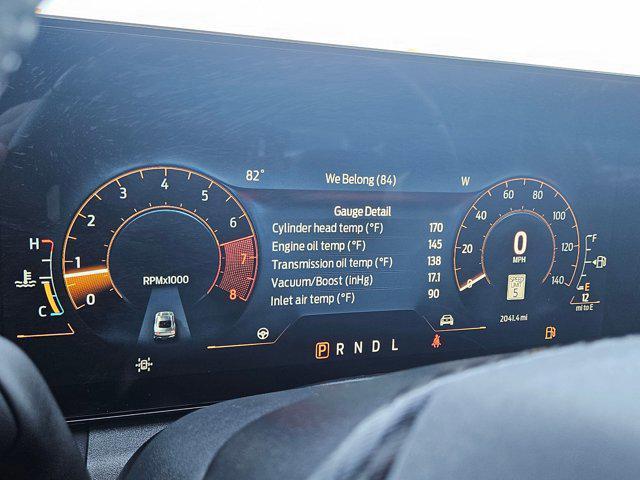 82° We Belong (84) W
Gauge Detail
Cylinder head temp (°F) 170
Engine oil temp (°F) 145
Transmission oil temp (°F) 138
Vacuum/Boost (inHg) 17.1
Inlet air temp (°F) 90
0 1 2 3 4 5 6 7 8
RPMx1000
H
C
0 20 40 60 80 100 120 140
0
MPH
SPEED
LIMIT
5
F
E
12
mi to E
2041.4 mi
P R N D L